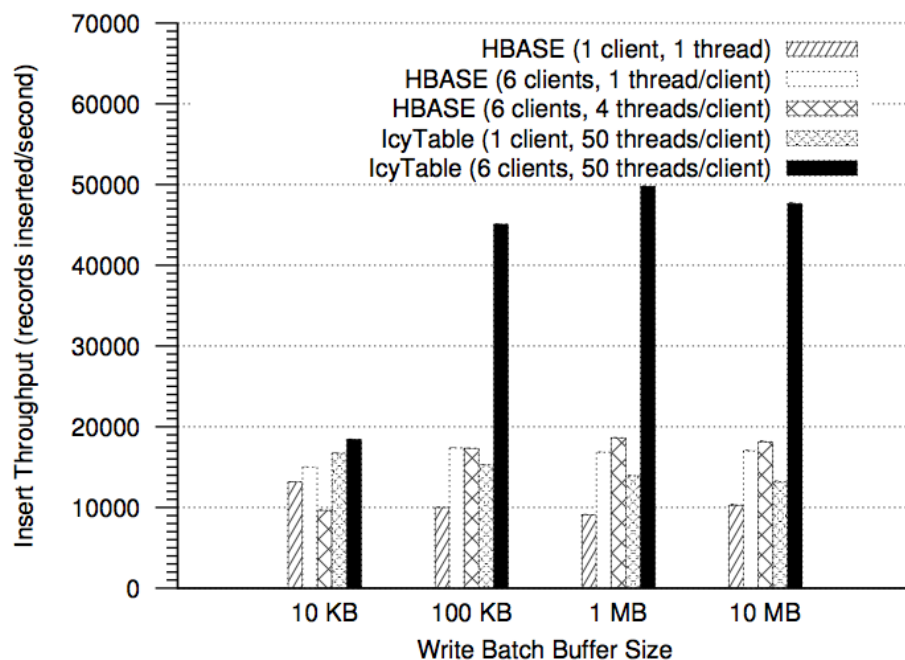 70000
60000
50000
40000
30000
20000
10000
0
Insert Throughput (records inserted/second)
HBASE (1 client, 1 thread)
HBASE (6 clients, 1 thread/client)
HBASE (6 clients, 4 threads/client)
IcyTable (1 client, 50 threads/client)
IcyTable (6 clients, 50 threads/client)
10 KB 100 KB 1 MB 10 MB
Write Batch Buffer Size